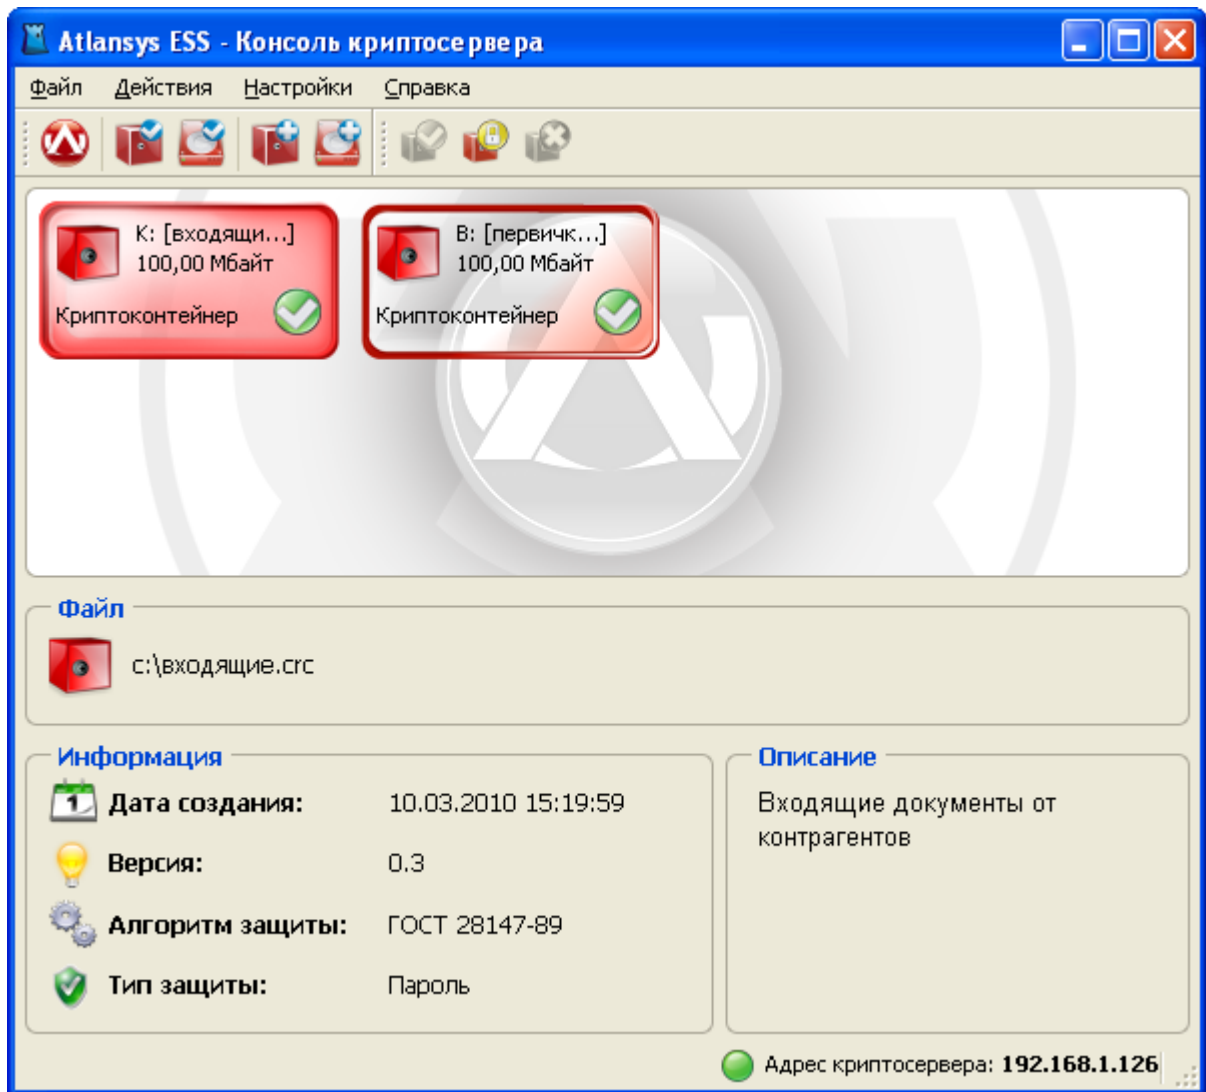 Atlansys ESS - Консоль криптосервера
Файл Действия Настройки Справка
K: [входящи...]
100,00 Мбайт
Криптоконтейнер
B: [первичк...]
100,00 Мбайт
Криптоконтейнер
Файл
c:\входящие.crc
Информация
Дата создания: 10.03.2010 15:19:59
Версия: 0.3
Алгоритм защиты: ГОСТ 28147-89
Тип защиты: Пароль
Описание
Входящие документы от
контрагентов
Адрес криптосервера: 192.168.1.126